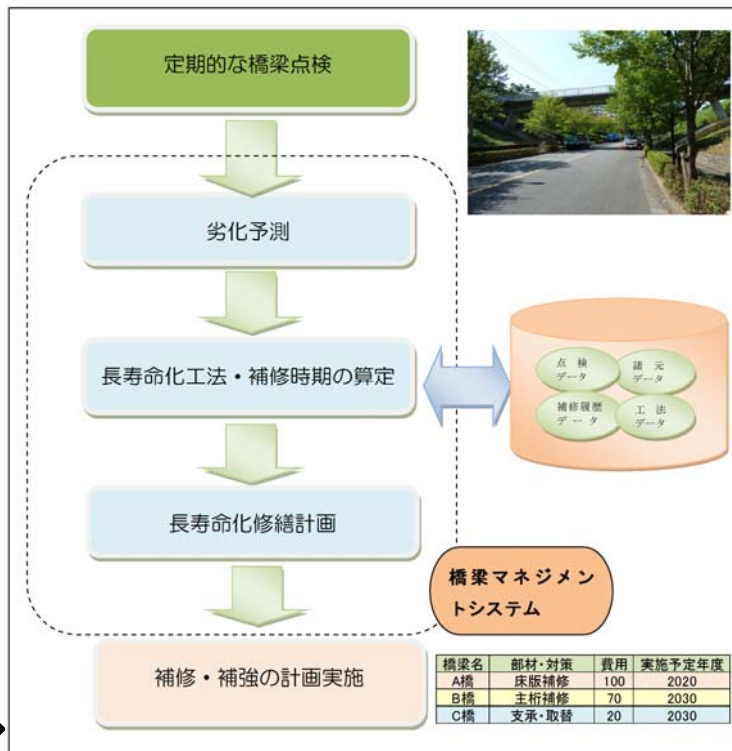 定期的な橋梁点検
劣化予測
長寿命化工法・補修時期の算定
点検
データ
諸元
データ
補修履歴
データ
工法
データ
長寿命化修繕計画
橋梁マネジメン
トシステム
補修・補強の計画実施
橋梁名 部材・対策 費用 実施予定年度
A橋 床版補修 100 2020
B橋 主桁補修 70 2030
C橋 支承・取替 20 2030